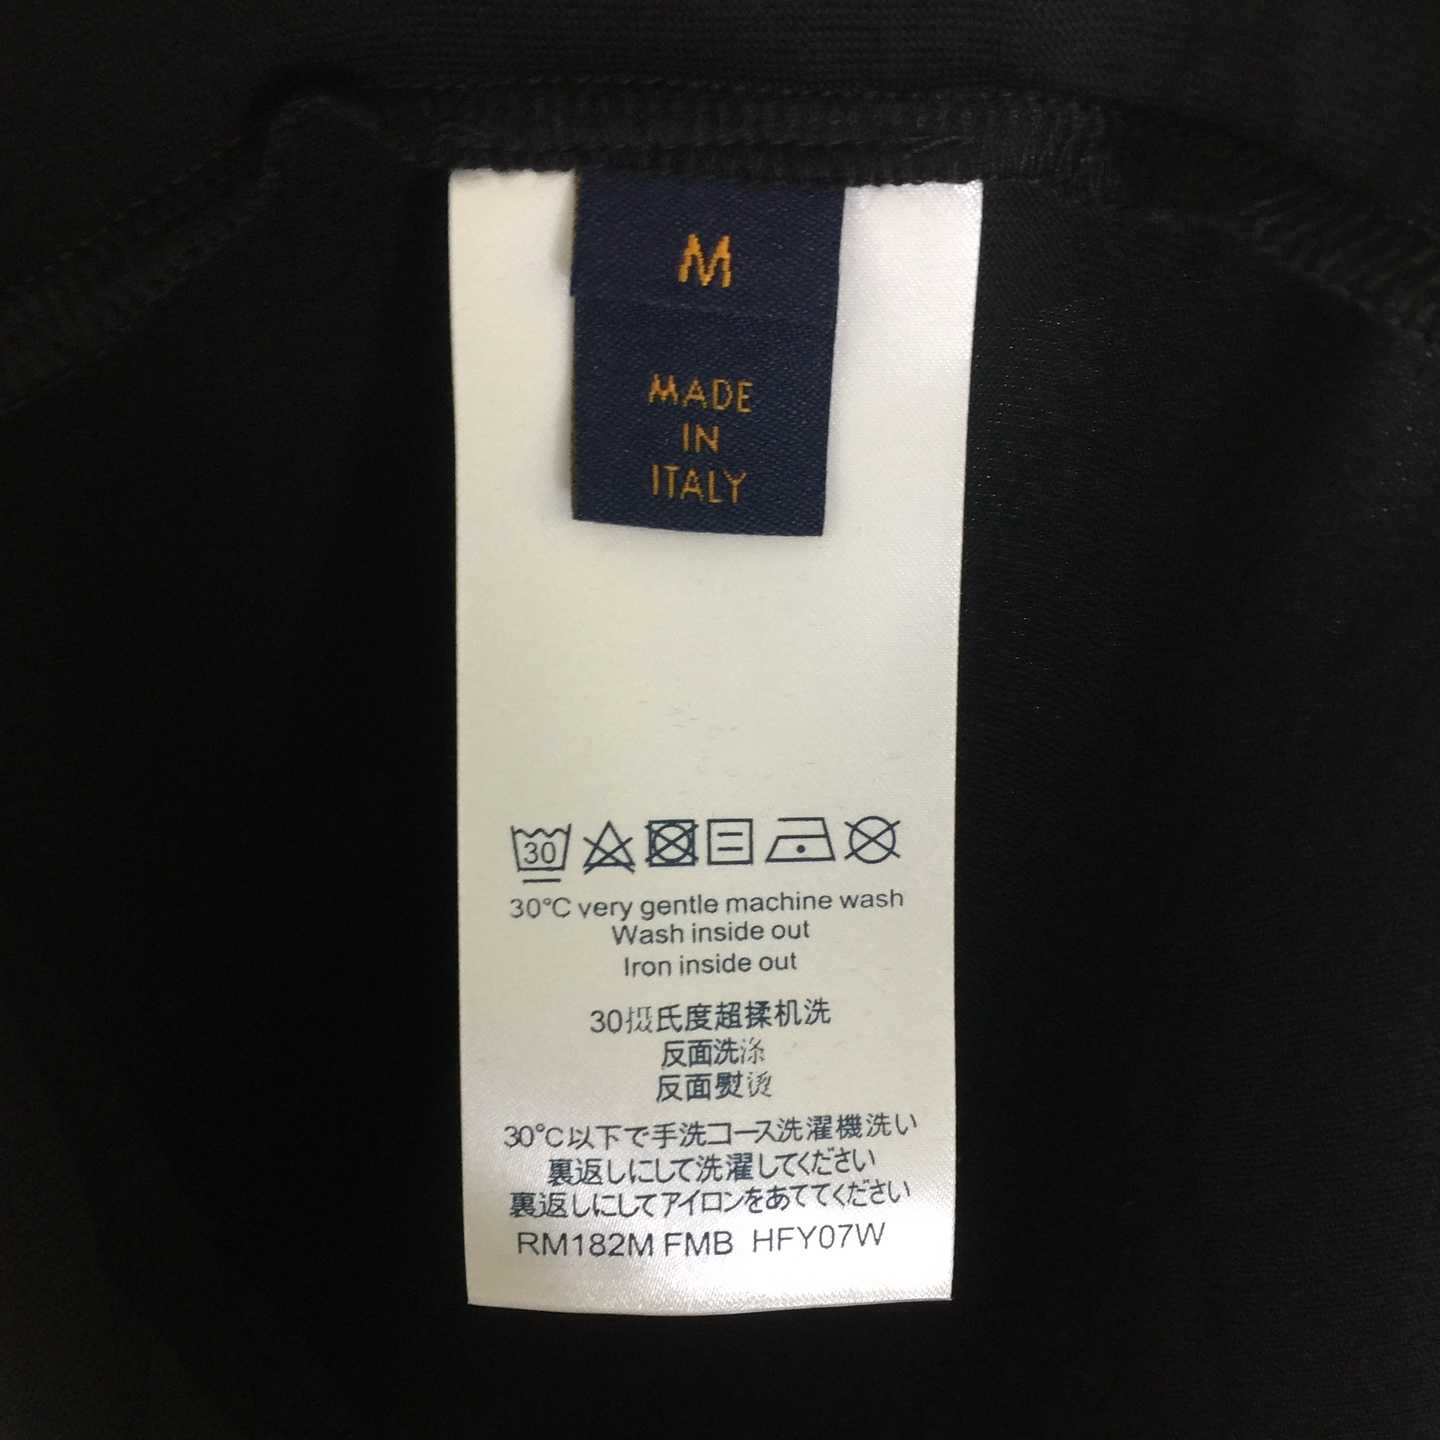 M
MADE
IN
ITALY
30
30°C very gentle machine wash
Wash inside out
Iron inside out
30摄氏度超揉机洗
反面洗涤
反面熨烫
30°C以下で手洗コース洗濯機洗い
裏返しにして洗濯してください
裏返しにしてアイロンをあててください
RM182M FMB HFY07W